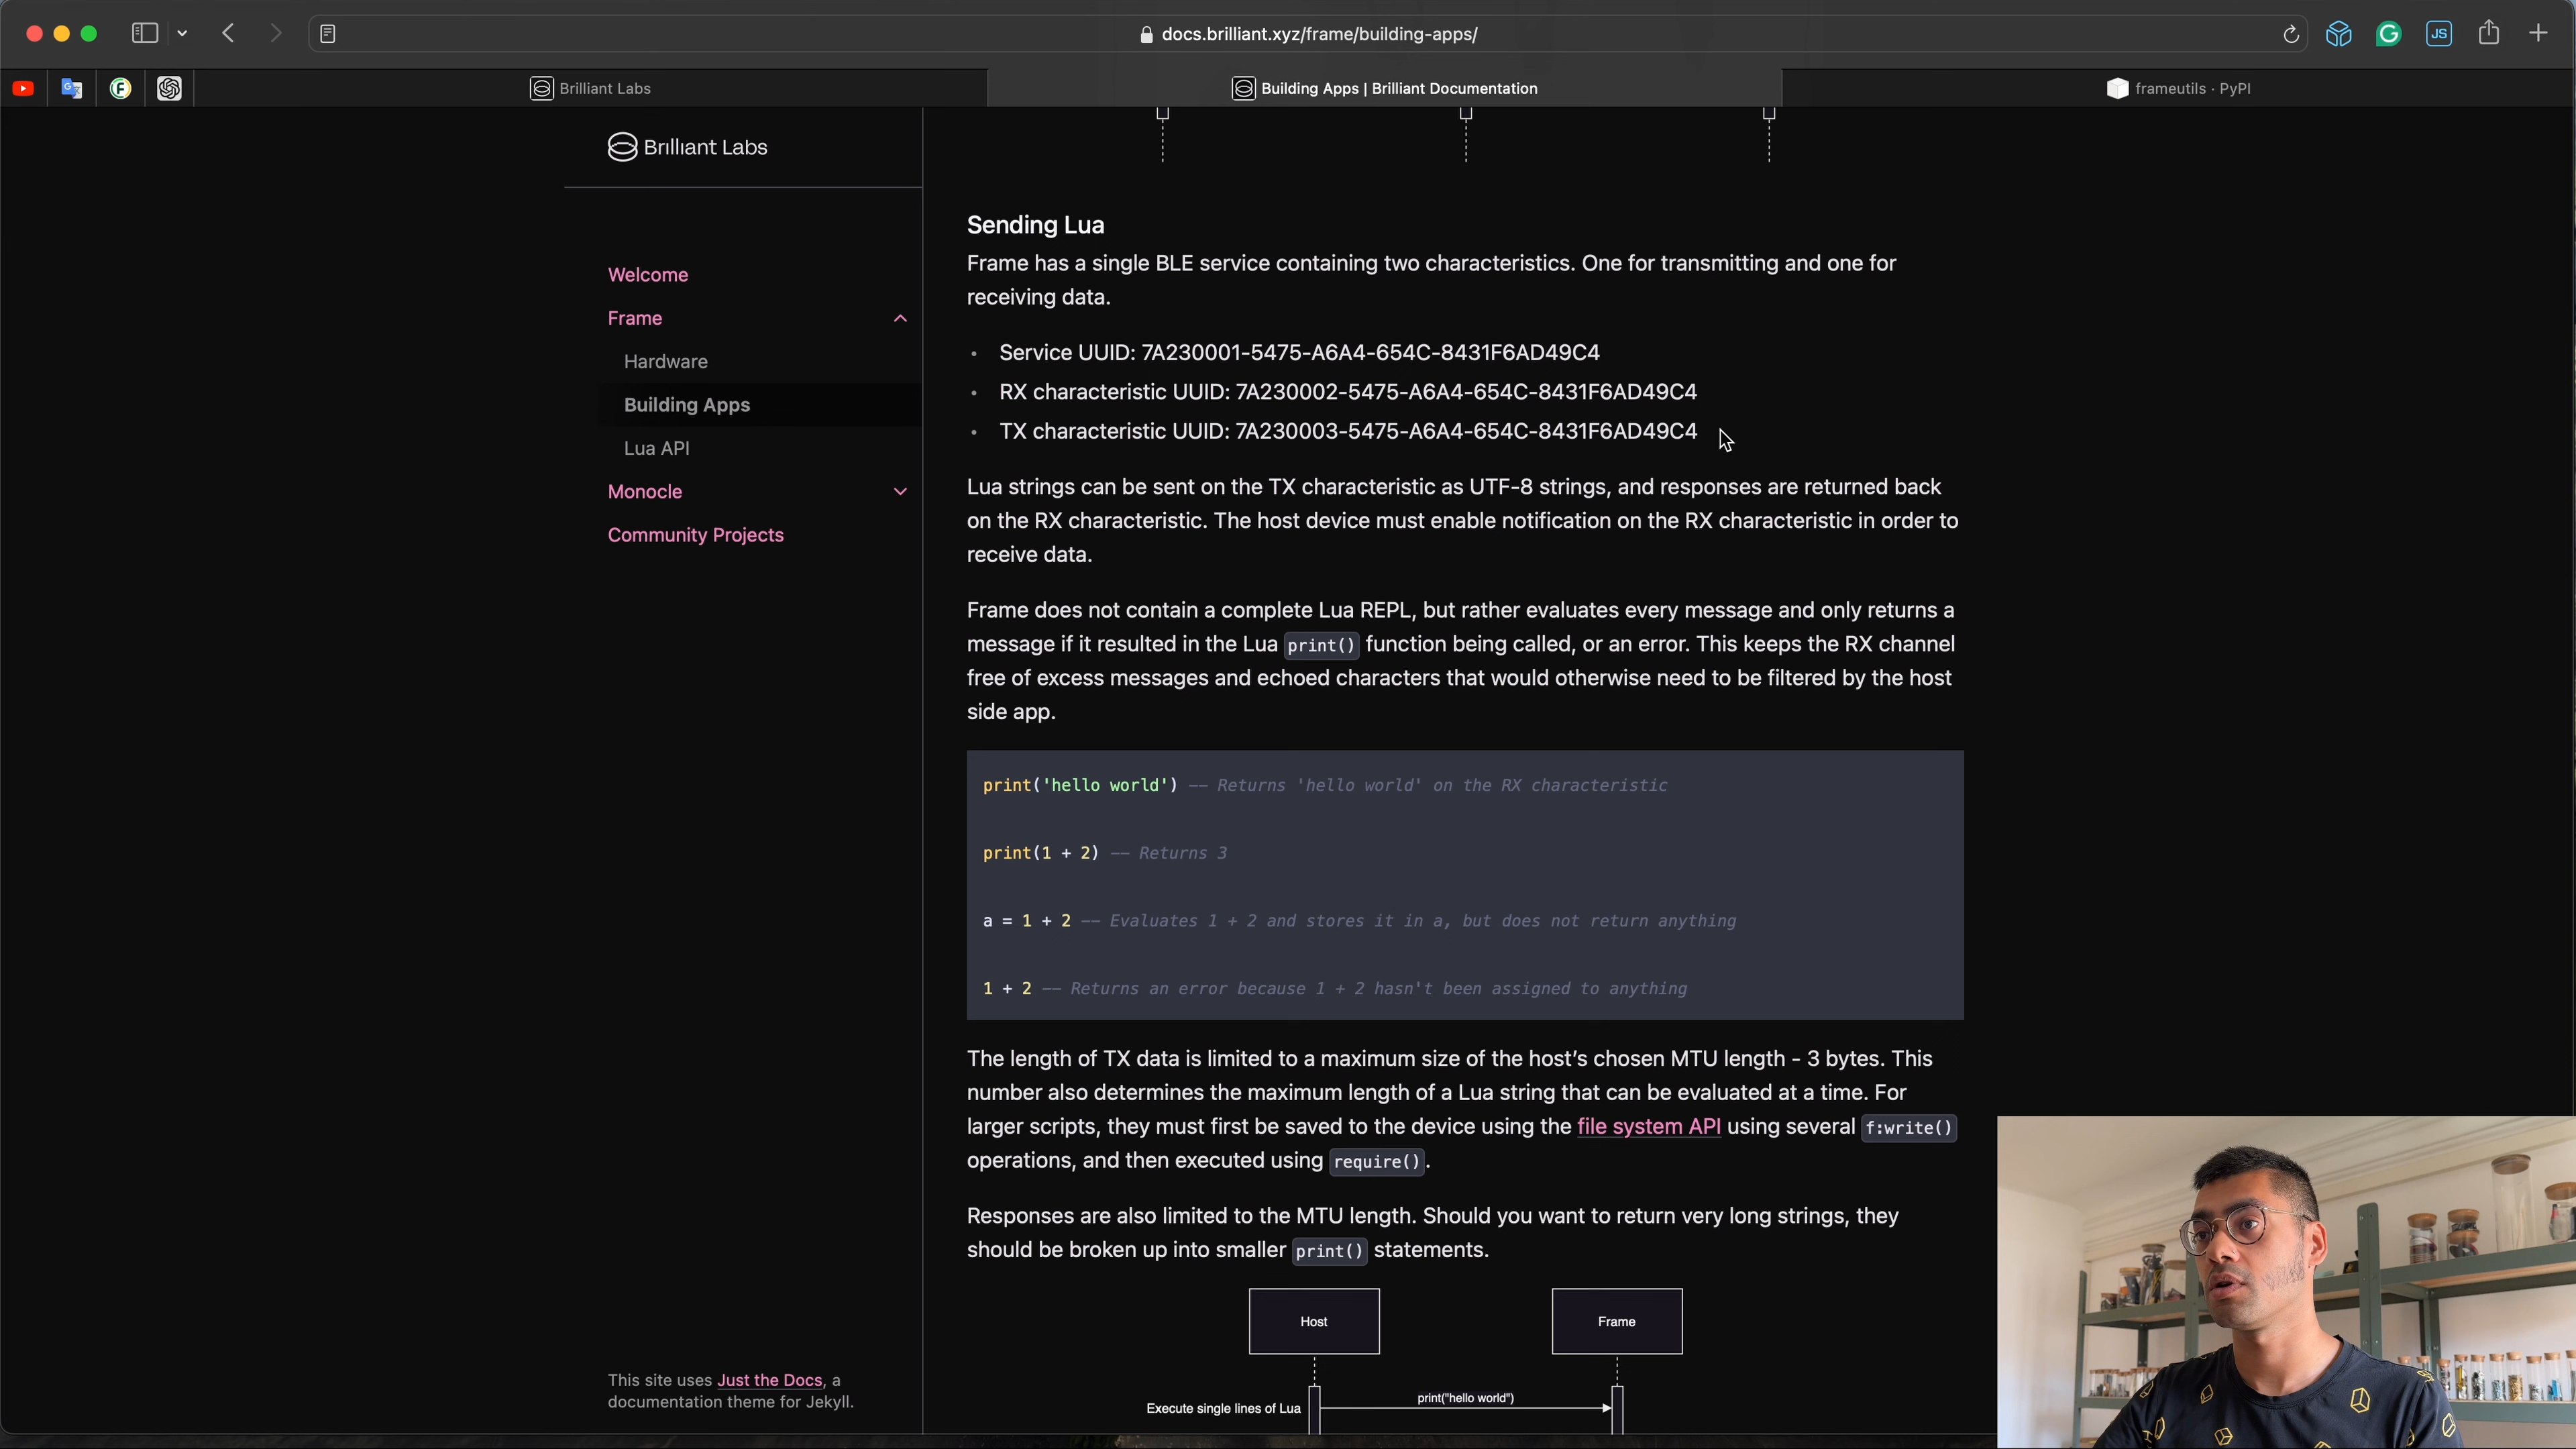 docs.brilliant.xyz/frame/building-apps/
JS
Brilliant Labs
Building Apps | Brilliant Documentation
frameutils · PyPI
Brilliant Labs
Welcome
Frame
Hardware
Building Apps
Lua API
Monocle
Community Projects
This site uses Just the Docs, a
documentation theme for Jekyll.
Sending Lua
Frame has a single BLE service containing two characteristics. One for transmitting and one for
receiving data.
• Service UUID: 7A230001-5475-A6A4-654C-8431F6AD49C4
• RX characteristic UUID: 7A230002-5475-A6A4-654C-8431F6AD49C4
• TX characteristic UUID: 7A230003-5475-A6A4-654C-8431F6AD49C4
Lua strings can be sent on the TX characteristic as UTF-8 strings, and responses are returned back
on the RX characteristic. The host device must enable notification on the RX characteristic in order to
receive data.
Frame does not contain a complete Lua REPL, but rather evaluates every message and only returns a
message if it resulted in the Lua print() function being called, or an error. This keeps the RX channel
free of excess messages and echoed characters that would otherwise need to be filtered by the host
side app.
print('hello world') -- Returns 'hello world' on the RX characteristic
print(1 + 2) -- Returns 3
a = 1 + 2 -- Evaluates 1 + 2 and stores it in a, but does not return anything
1 + 2 -- Returns an error because 1 + 2 hasn't been assigned to anything
The length of TX data is limited to a maximum size of the host’s chosen MTU length - 3 bytes. This
number also determines the maximum length of a Lua string that can be evaluated at a time. For
larger scripts, they must first be saved to the device using the file system API using several f:write()
operations, and then executed using require().
Responses are also limited to the MTU length. Should you want to return very long strings, they
should be broken up into smaller print() statements.
Host
Frame
print("hello world")
Execute single lines of Lua